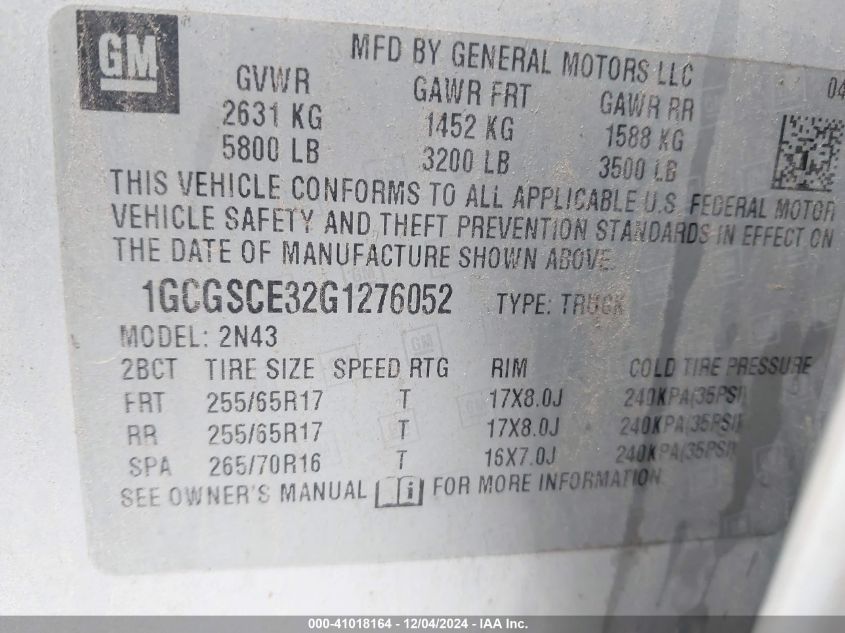 GM
MFD BY GENERAL MOTORS LLC
GVWR GAWR FRT GAWR RR 04
2631 KG 1452 KG 1588 KG
5800 LB 3200 LB 3500 LB
THIS VEHICLE CONFORMS TO ALL APPLICABLE U.S FEDERAL MOTOR
VEHICLE SAFETY AND THEFT PREVENTION STANDARDS IN EFFECT ON
THE DATE OF MANUFACTURE SHOWN ABOVE.
1GCGSCE32G1276052 TYPE: TRUCK
MODEL: 2N43
2BCT TIRE SIZE SPEED RTG RIM COLD TIRE PRESSURE
FRT 255/65R17 T 17X8.0J 240KPA(35PSI)
RR 255/65R17 T 17X8.0J 240KPA(35PSI)
SPA 265/70R16 T 16X7.0J 240KPA(35PSI)
SEE OWNER'S MANUAL i FOR MORE INFORMATION
000-41018164 - 12/04/2024 - IAA Inc.